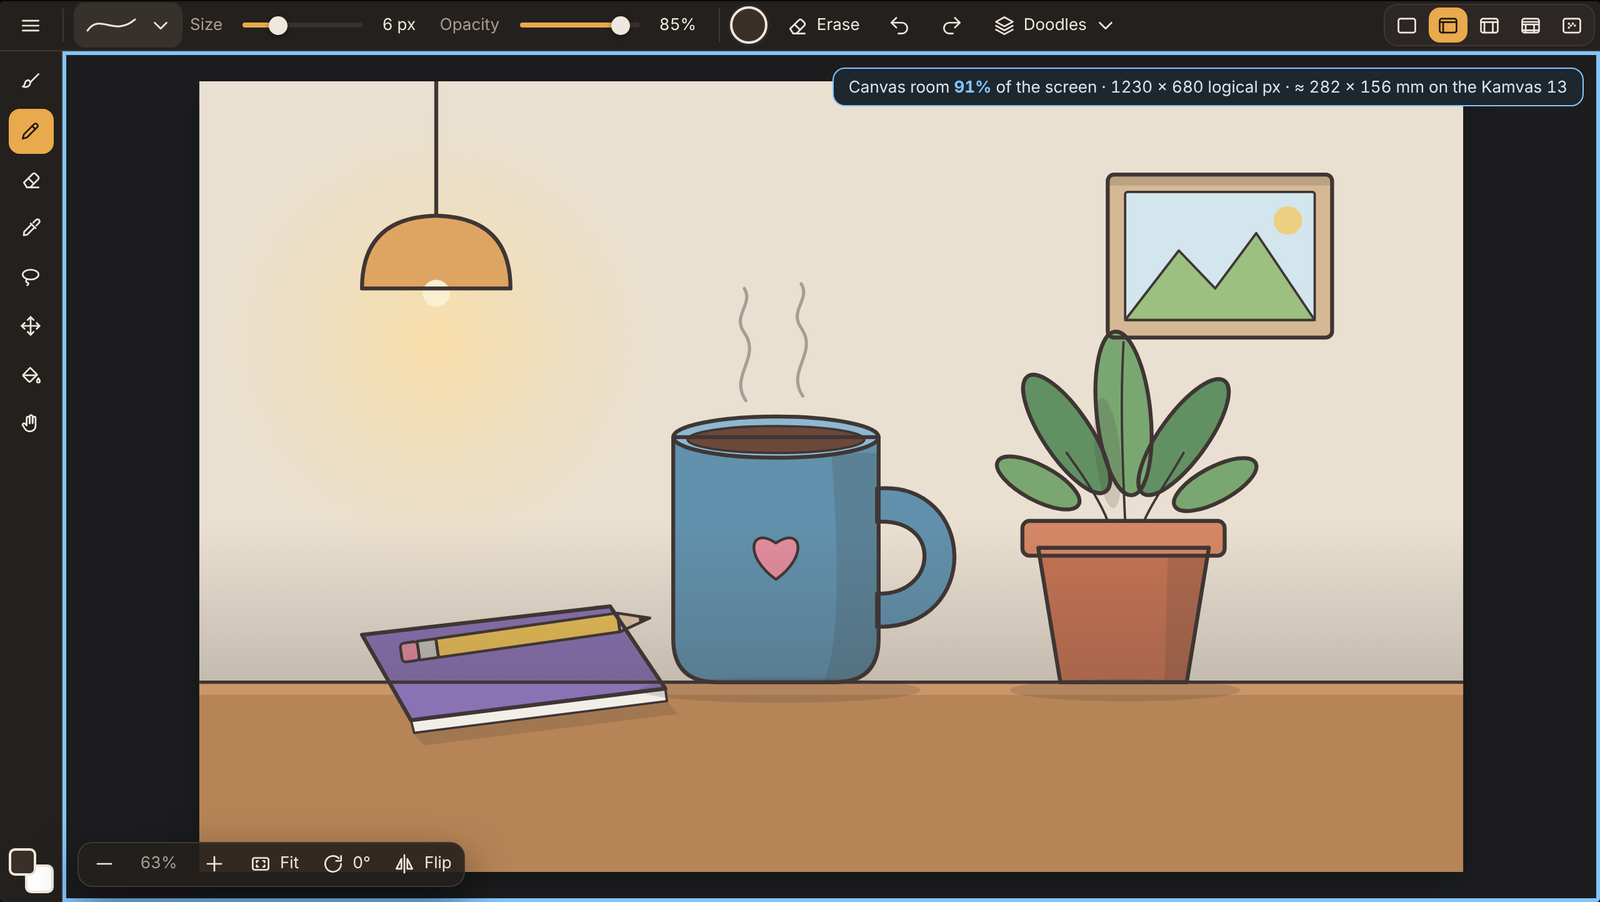 Size 6 px Opacity 85% Erase Doodles
Canvas room 91% of the screen · 1230 × 680 logical px · ≈ 282 × 156 mm on the Kamvas 13
63% Fit 0° Flip